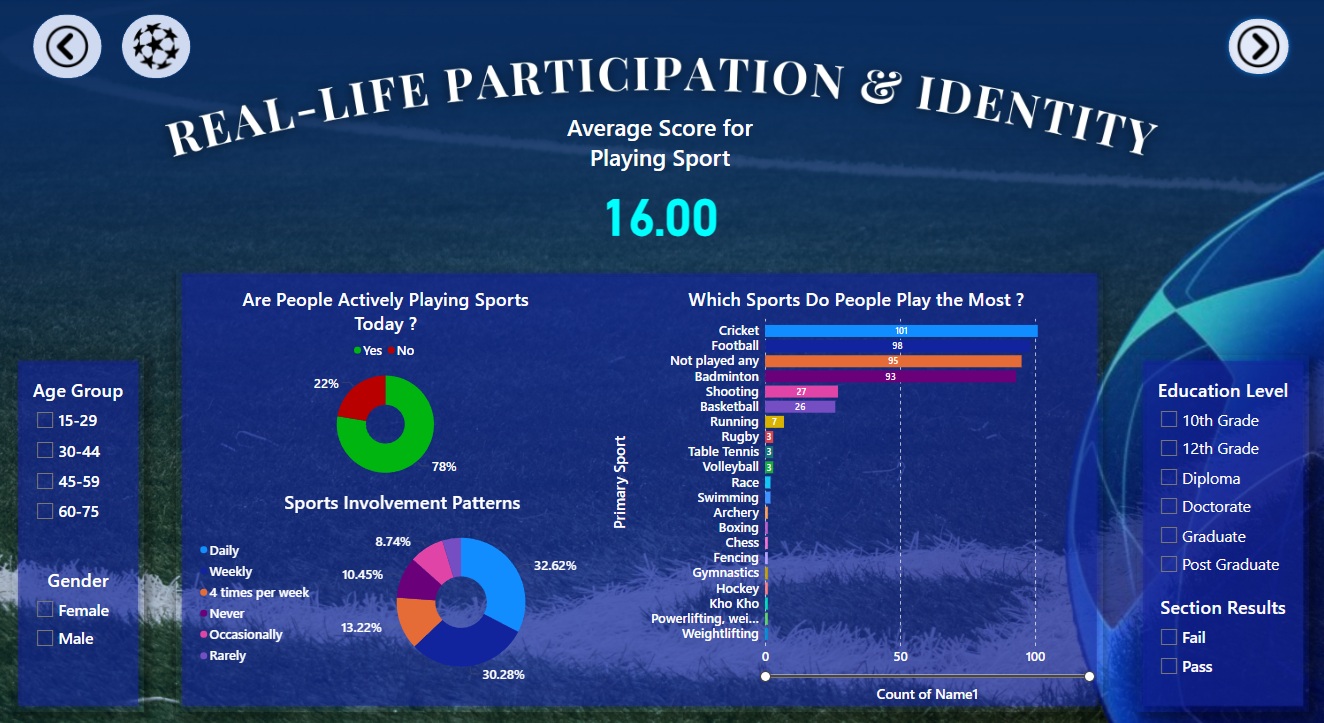 REAL-LIFE PARTICIPATION & IDENTITY
Average Score for
Playing Sport
16.00
Are People Actively Playing Sports
Today ?
Yes No
22%
78%
Sports Involvement Patterns
Daily
Weekly
4 times per week
Never
Occasionally
Rarely
8.74%
10.45%
13.22%
32.62%
30.28%
Which Sports Do People Play the Most ?
Primary Sport
Cricket 101
Football 98
Not played any 95
Badminton 93
Shooting 27
Basketball 26
Running 7
Rugby 3
Table Tennis 3
Volleyball 3
Race
Swimming
Archery
Boxing
Chess
Fencing
Gymnastics
Hockey
Kho Kho
Powerlifting, wei...
Weightlifting
0 50 100
Count of Name1
Age Group
15-29
30-44
45-59
60-75
Gender
Female
Male
Education Level
10th Grade
12th Grade
Diploma
Doctorate
Graduate
Post Graduate
Section Results
Fail
Pass